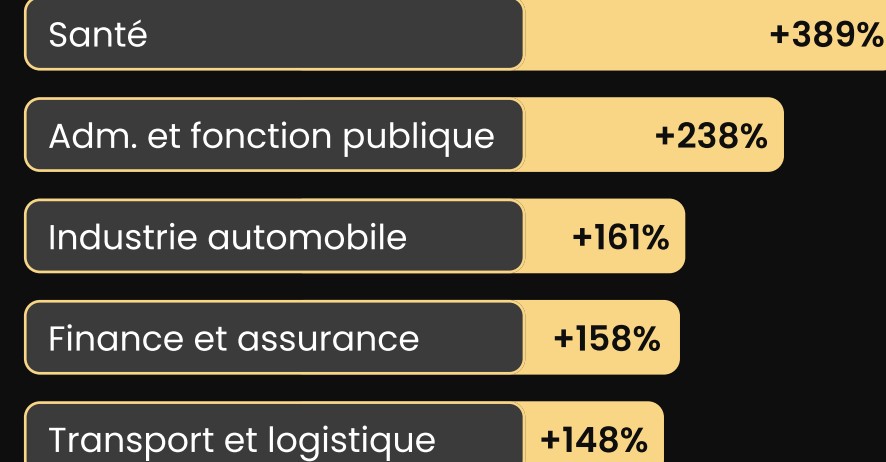 Santé +389%
Adm. et fonction publique +238%
Industrie automobile +161%
Finance et assurance +158%
Transport et logistique +148%